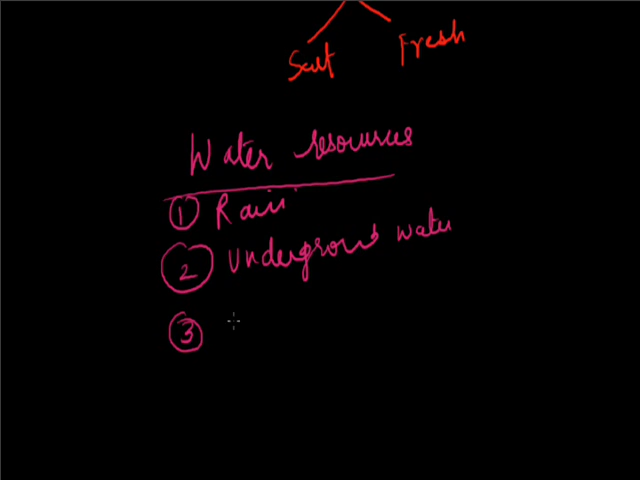 Salt
Fresh
Water resources
1 Rain
2 Underground water
3